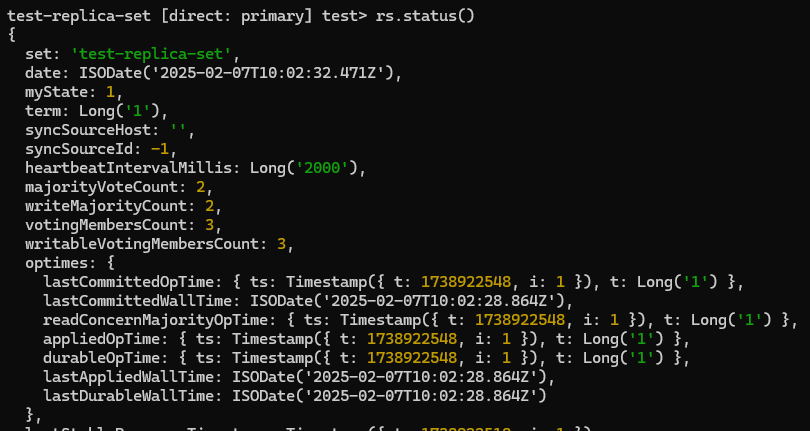 test-replica-set [direct: primary] test> rs.status()
{
  set: 'test-replica-set',
  date: ISODate('2025-02-07T10:02:32.471Z'),
  myState: 1,
  term: Long('1'),
  syncSourceHost: '',
  syncSourceId: -1,
  heartbeatIntervalMillis: Long('2000'),
  majorityVoteCount: 2,
  writeMajorityCount: 2,
  votingMembersCount: 3,
  writableVotingMembersCount: 3,
  optimes: {
    lastCommittedOpTime: { ts: Timestamp({ t: 1738922548, i: 1 }), t: Long('1') },
    lastCommittedWallTime: ISODate('2025-02-07T10:02:28.864Z'),
    readConcernMajorityOpTime: { ts: Timestamp({ t: 1738922548, i: 1 }), t: Long('1') },
    appliedOpTime: { ts: Timestamp({ t: 1738922548, i: 1 }), t: Long('1') },
    durableOpTime: { ts: Timestamp({ t: 1738922548, i: 1 }), t: Long('1') },
    lastAppliedWallTime: ISODate('2025-02-07T10:02:28.864Z'),
    lastDurableWallTime: ISODate('2025-02-07T10:02:28.864Z')
  },